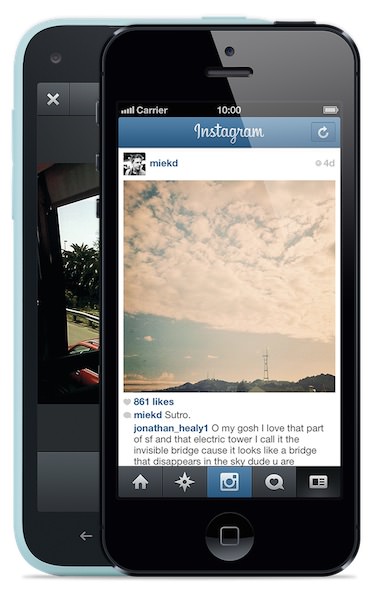 Carrier
10:00
Instagram
miekd
4d
861 likes
miekd Sutro.
jonathan_healy1 O my gosh I love that part
of sf and that electric tower I call it the
invisible bridge cause it looks like a bridge
that disappears in the sky dude u are